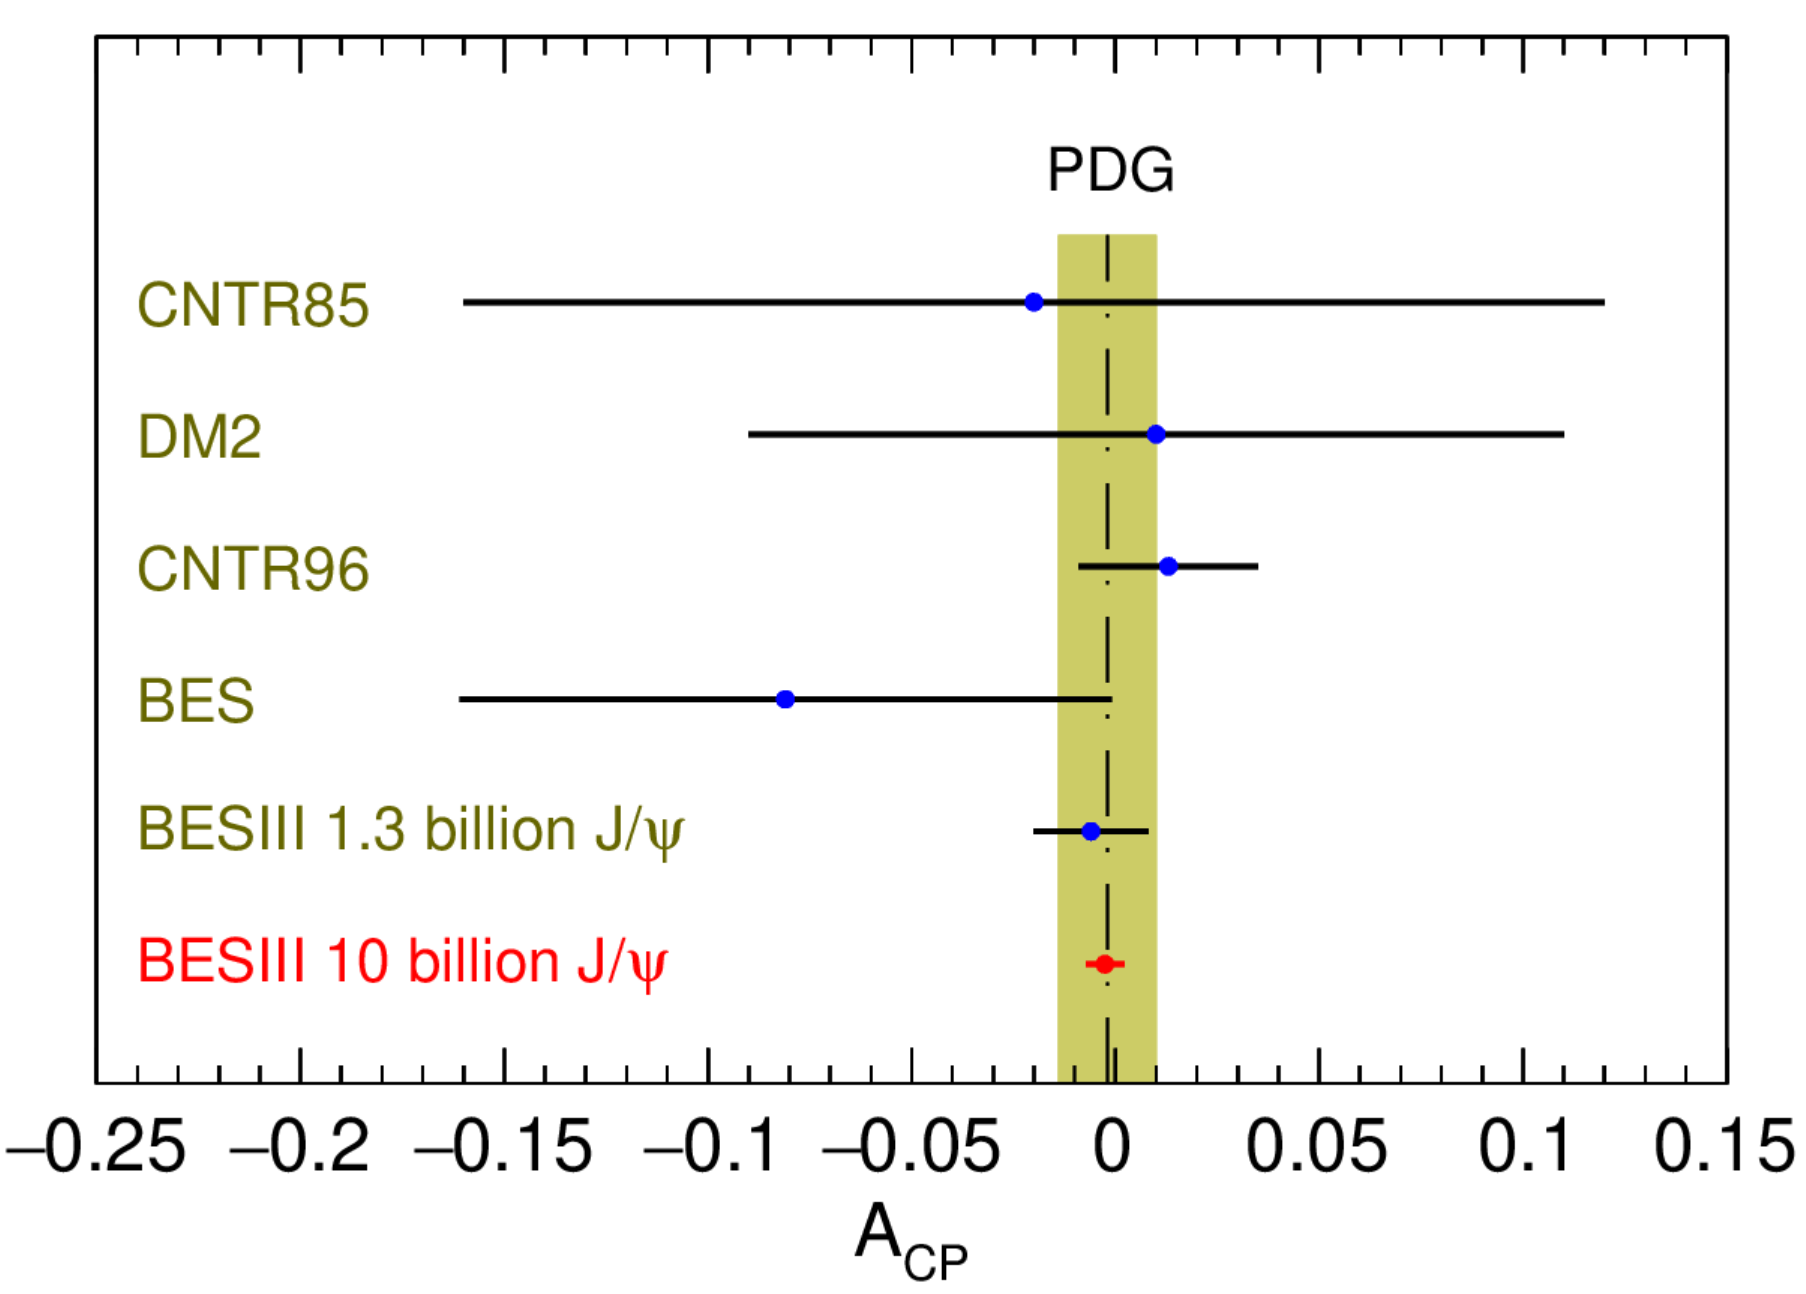 PDG
CNTR85
DM2
CNTR96
BES
BESIII 1.3 billion J/ψ
BESIII 10 billion J/ψ
−0.25 −0.2 −0.15 −0.1 −0.05 0 0.05 0.1 0.15
A_CP